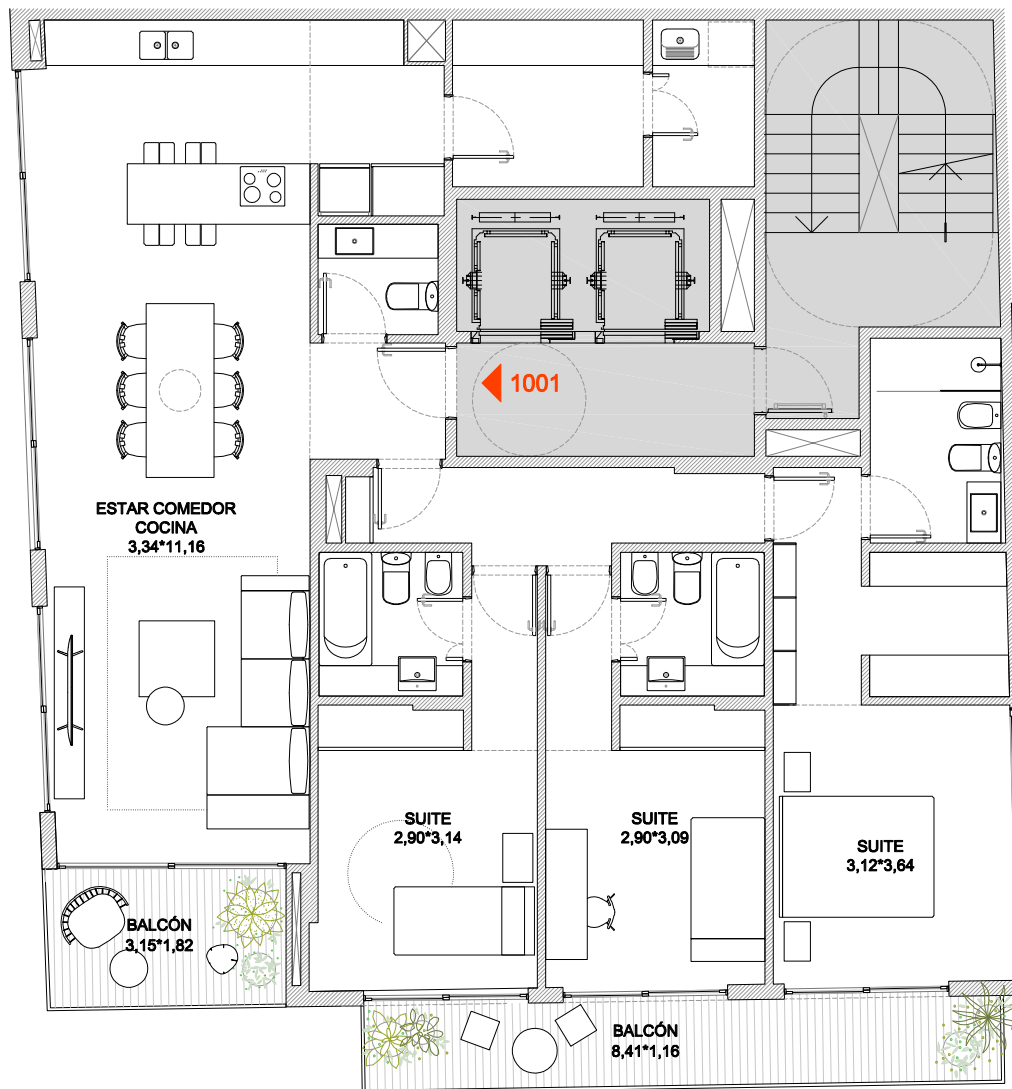 1001
ESTAR COMEDOR
COCINA
3,34*11,16
SUITE
2,90*3,14
SUITE
2,90*3,09
SUITE
3,12*3,64
BALCÓN
3,15*1,82
BALCÓN
8,41*1,16